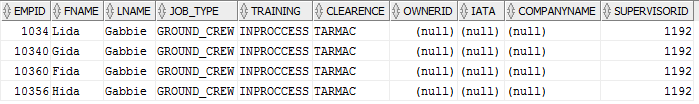 EMPID FNAME LNAME JOB_TYPE TRAINING CLEARENCE OWNERID IATA COMPANYNAME SUPERVISORID
1034 Lida Gabbie GROUND_CREW INPROCCESS TARMAC (null) (null) (null) 1192
10340 Gida Gabbie GROUND_CREW INPROCCESS TARMAC (null) (null) (null) 1192
10360 Fida Gabbie GROUND_CREW INPROCCESS TARMAC (null) (null) (null) 1192
10356 Hida Gabbie GROUND_CREW INPROCCESS TARMAC (null) (null) (null) 1192